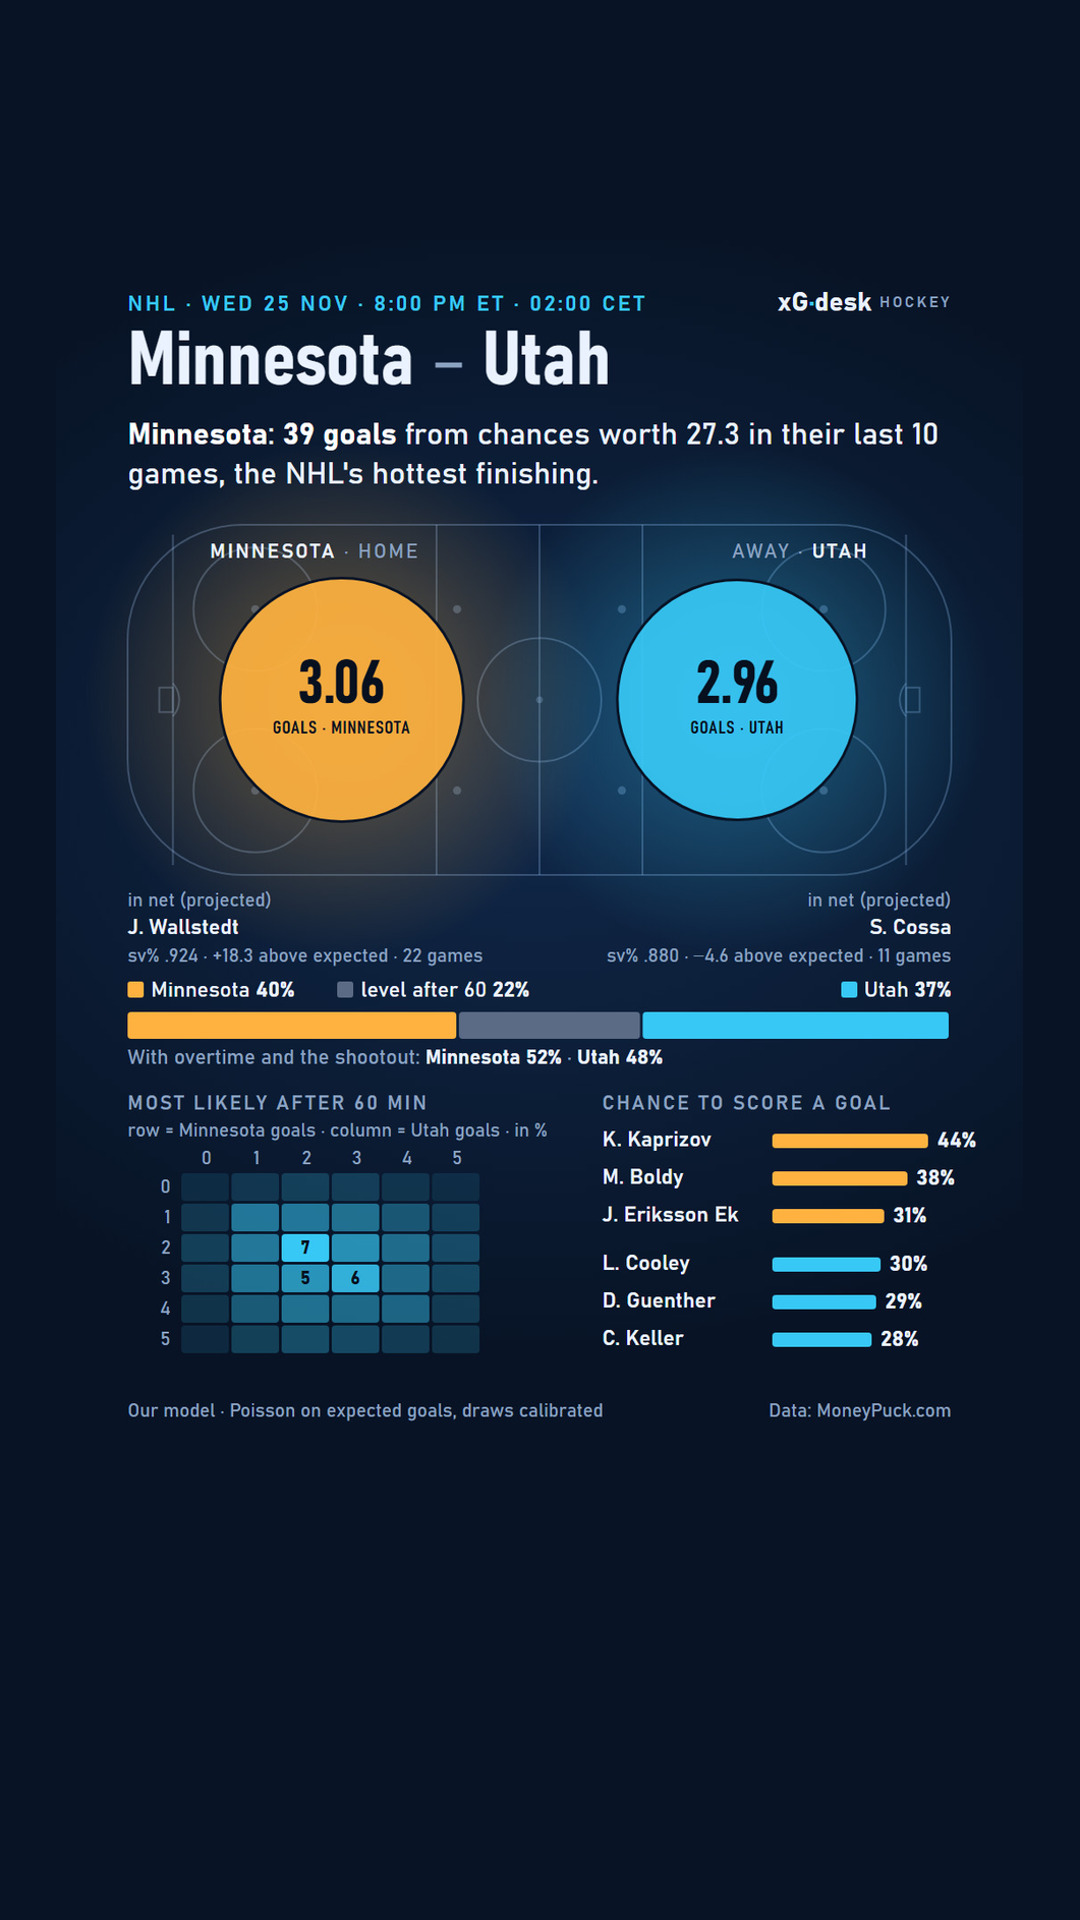 NHL · WED 25 NOV · 8:00 PM ET · 02:00 CET
xG·desk HOCKEY
Minnesota – Utah
Minnesota: 39 goals from chances worth 27.3 in their last 10
games, the NHL's hottest finishing.
MINNESOTA · HOME
AWAY · UTAH
3.06
GOALS · MINNESOTA
2.96
GOALS · UTAH
in net (projected)
J. Wallstedt
sv% .924 · +18.3 above expected · 22 games
in net (projected)
S. Cossa
sv% .880 · −4.6 above expected · 11 games
Minnesota 40%
level after 60 22%
Utah 37%
With overtime and the shootout: Minnesota 52% · Utah 48%
MOST LIKELY AFTER 60 MIN
row = Minnesota goals · column = Utah goals · in %
0 1 2 3 4 5
0
1
2 7
3 5 6
4
5
CHANCE TO SCORE A GOAL
K. Kaprizov 44%
M. Boldy 38%
J. Eriksson Ek 31%
L. Cooley 30%
D. Guenther 29%
C. Keller 28%
Our model · Poisson on expected goals, draws calibrated
Data: MoneyPuck.com